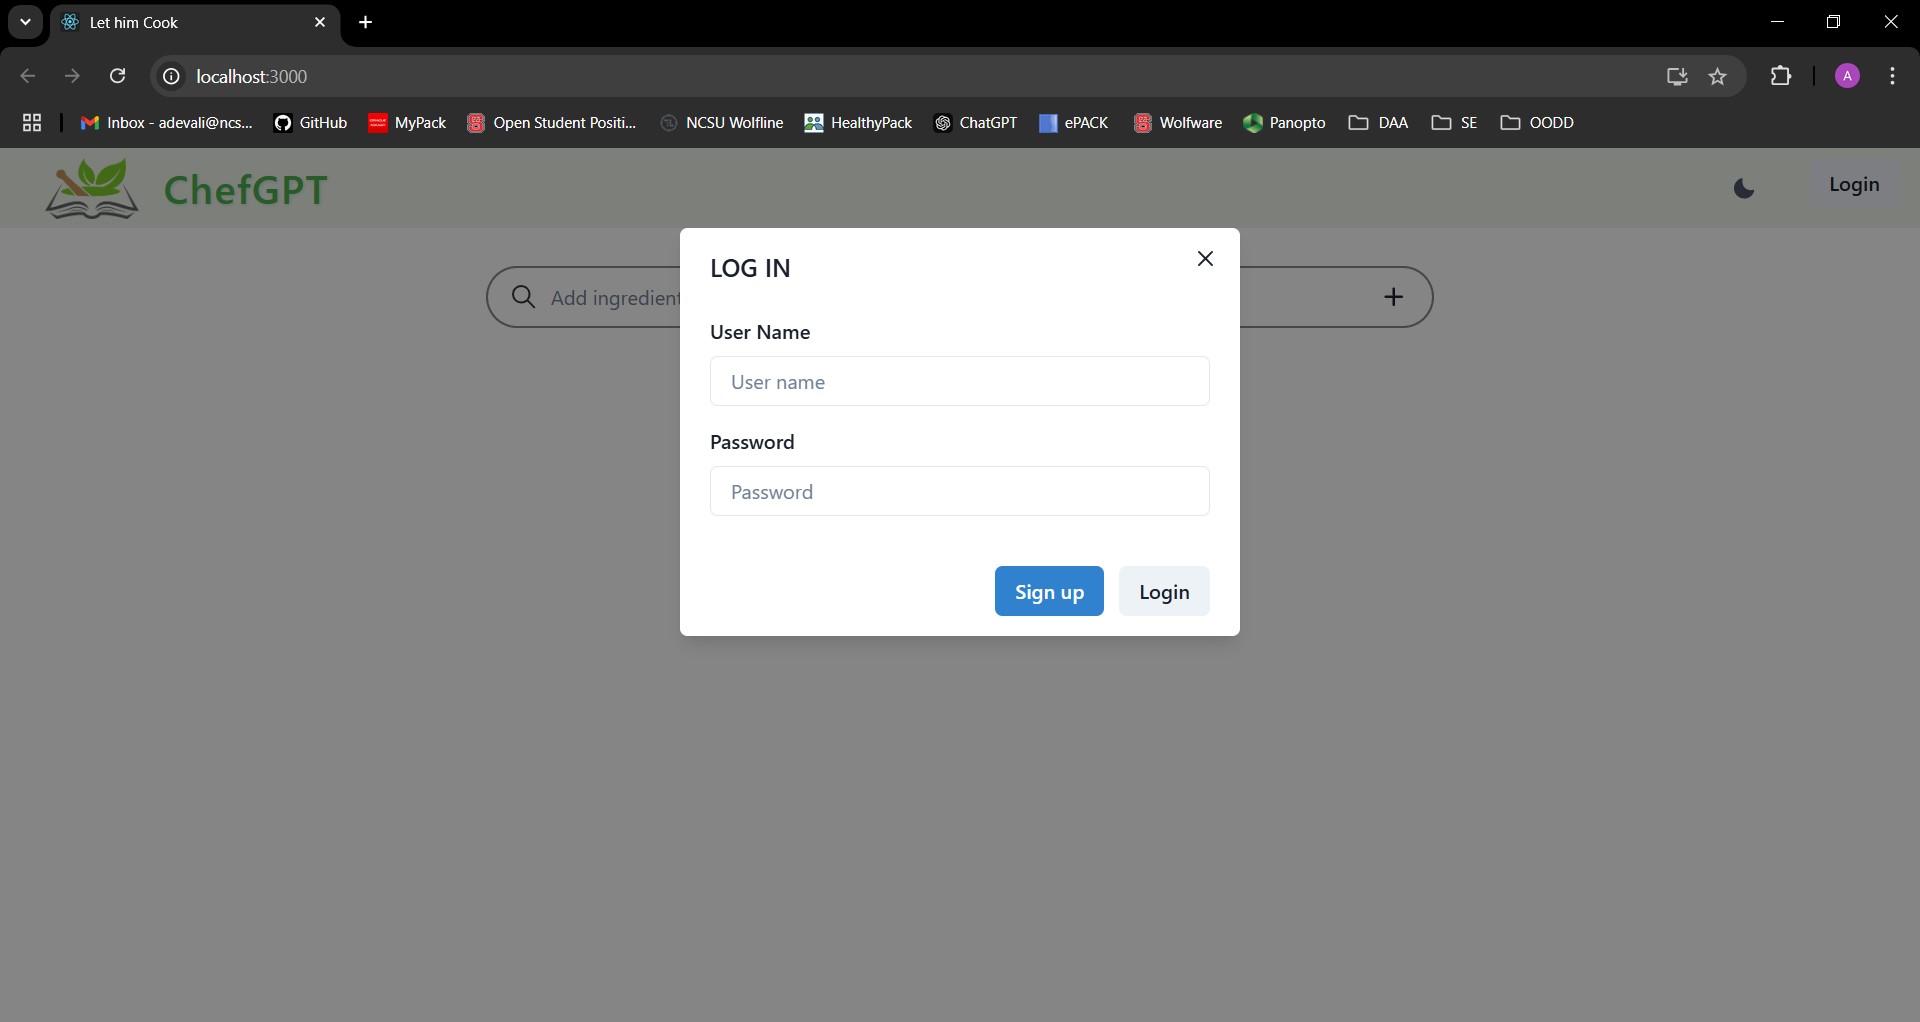 Let him Cook
localhost:3000
A
Inbox - adevali@ncs... GitHub MyPack Open Student Positi... NCSU Wolfline HealthyPack ChatGPT ePACK Wolfware Panopto DAA SE OODD
ChefGPT
Login
LOG IN
Add ingredient
User Name
User name
Password
Password
Sign up Login